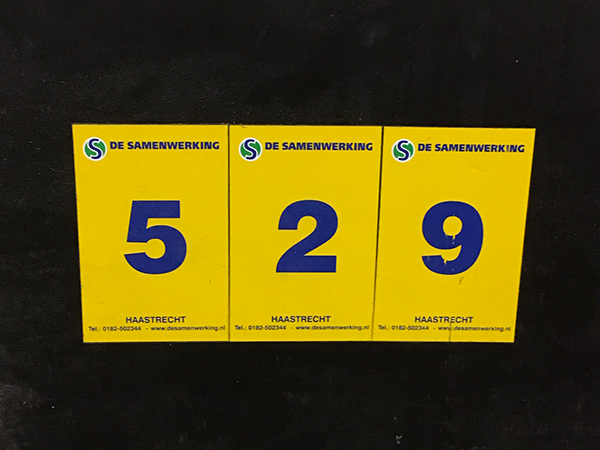 DE SAMENWERKING
5
HAASTRECHT
Tel.: 0182-502344 - www.desamenwerking.nl
DE SAMENWERKING
2
HAASTRECHT
Tel.: 0182-502344 - www.desamenwerking.nl
DE SAMENWERKING
9
HAASTRECHT
Tel.: 0182-502344 - www.desamenwerking.nl